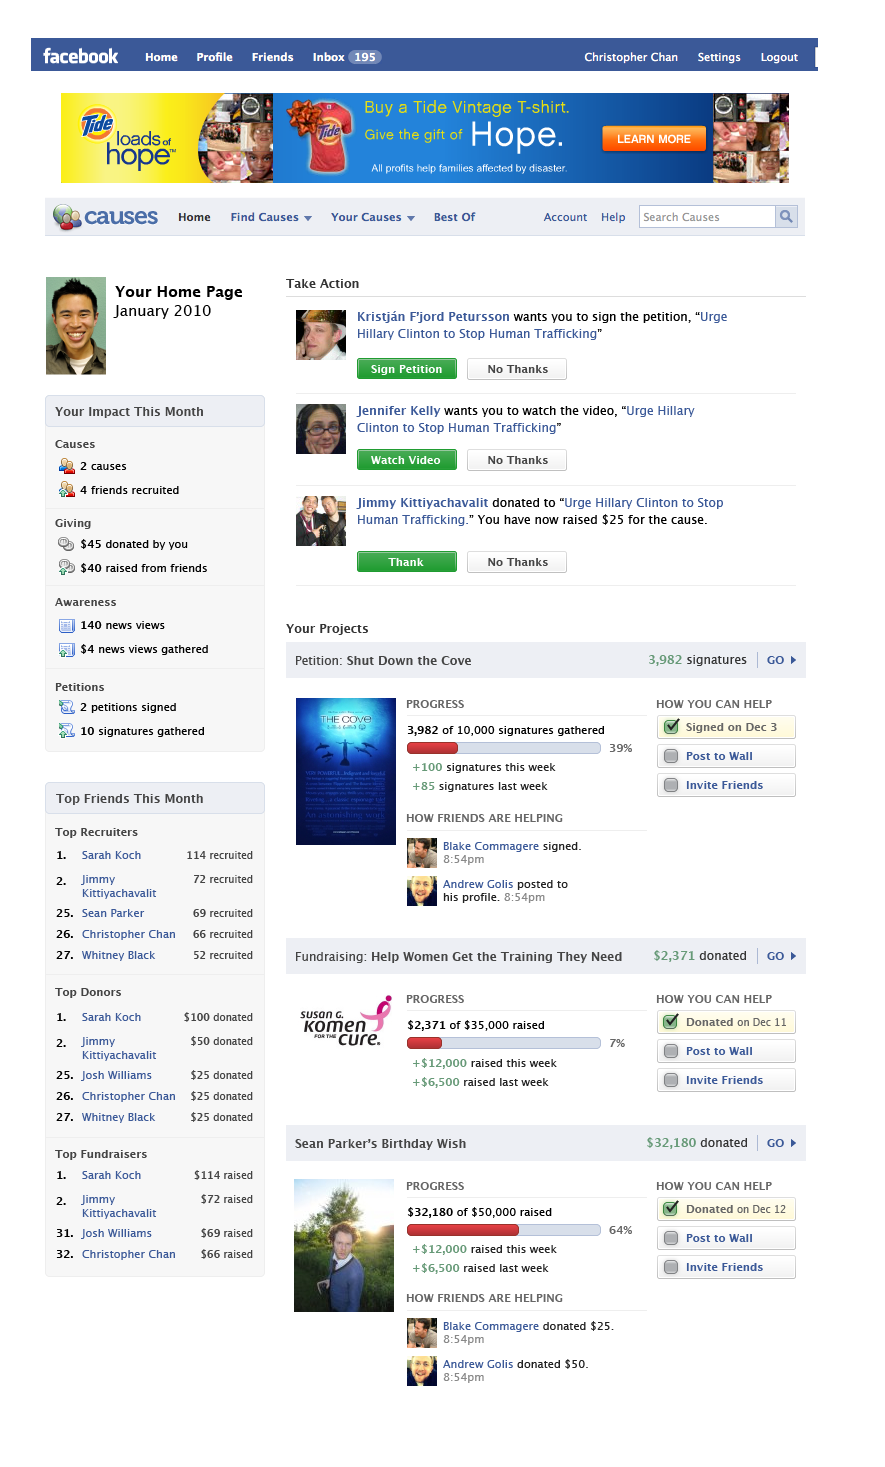 facebook Home Profile Friends Inbox 195 Christopher Chan Settings Logout
Tide
loads of
hope™
Tide
Buy a Tide Vintage T-shirt.
Give the gift of Hope.
All profits help families affected by disaster.
LEARN MORE
causes Home Find Causes Your Causes Best Of Account Help Search Causes
Your Home Page
January 2010
Your Impact This Month
Causes
2 causes
4 friends recruited
Giving
$45 donated by you
$40 raised from friends
Awareness
140 news views
$4 news views gathered
Petitions
2 petitions signed
10 signatures gathered
Top Friends This Month
Top Recruiters
1. Sarah Koch 114 recruited
2. Jimmy 72 recruited
Kittiyachavalit
25. Sean Parker 69 recruited
26. Christopher Chan 66 recruited
27. Whitney Black 52 recruited
Top Donors
1. Sarah Koch $100 donated
2. Jimmy $50 donated
Kittiyachavalit
25. Josh Williams $25 donated
26. Christopher Chan $25 donated
27. Whitney Black $25 donated
Top Fundraisers
1. Sarah Koch $114 raised
2. Jimmy $72 raised
Kittiyachavalit
31. Josh Williams $69 raised
32. Christopher Chan $66 raised
Take Action
Kristján F'jord Petursson wants you to sign the petition, “Urge
Hillary Clinton to Stop Human Trafficking”
Sign Petition No Thanks
Jennifer Kelly wants you to watch the video, “Urge Hillary
Clinton to Stop Human Trafficking”
Watch Video No Thanks
Jimmy Kittiyachavalit donated to “Urge Hillary Clinton to Stop
Human Trafficking.” You have now raised $25 for the cause.
Thank No Thanks
Your Projects
Petition: Shut Down the Cove 3,982 signatures GO
THE COVE
PROGRESS
3,982 of 10,000 signatures gathered
39%
+100 signatures this week
+85 signatures last week
HOW FRIENDS ARE HELPING
Blake Commagere signed.
8:54pm
Andrew Golis posted to
his profile. 8:54pm
HOW YOU CAN HELP
Signed on Dec 3
Post to Wall
Invite Friends
Fundraising: Help Women Get the Training They Need $2,371 donated GO
SUSAN G.
komen
FOR THE cure.
PROGRESS
$2,371 of $35,000 raised
7%
+$12,000 raised this week
+$6,500 raised last week
HOW YOU CAN HELP
Donated on Dec 11
Post to Wall
Invite Friends
Sean Parker's Birthday Wish $32,180 donated GO
PROGRESS
$32,180 of $50,000 raised
64%
+$12,000 raised this week
+$6,500 raised last week
HOW FRIENDS ARE HELPING
Blake Commagere donated $25.
8:54pm
Andrew Golis donated $50.
8:54pm
HOW YOU CAN HELP
Donated on Dec 12
Post to Wall
Invite Friends